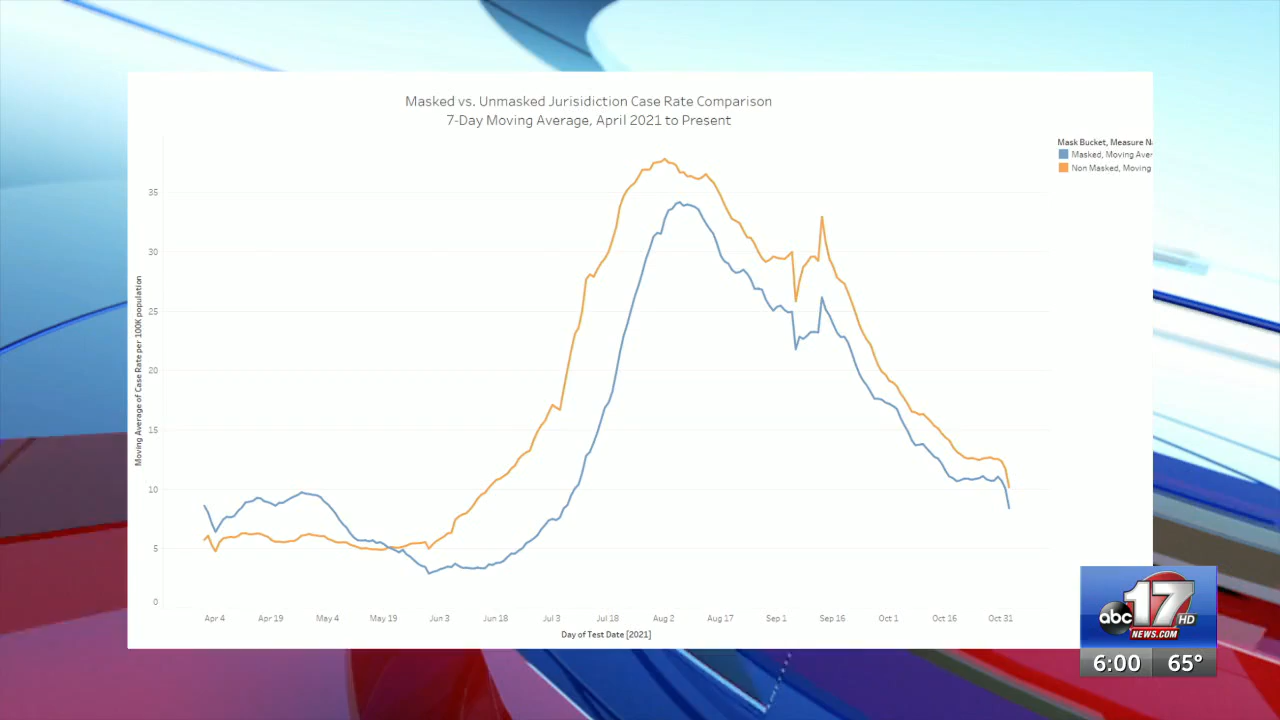 Masked vs. Unmasked Jurisidiction Case Rate Comparison
7-Day Moving Average, April 2021 to Present
Mask Bucket, Measure N
Masked, Moving Aver
Non Masked, Moving
Moving Average of Case Rate per 100K population
35
30
25
20
15
10
5
0
Apr 4 Apr 19 May 4 May 19 Jun 3 Jun 18 Jul 3 Jul 18 Aug 2 Aug 17 Sep 1 Sep 16 Oct 1 Oct 16 Oct 31
Day of Test Date [2021]
abc 17 HD
NEWS.COM
6:00 65°